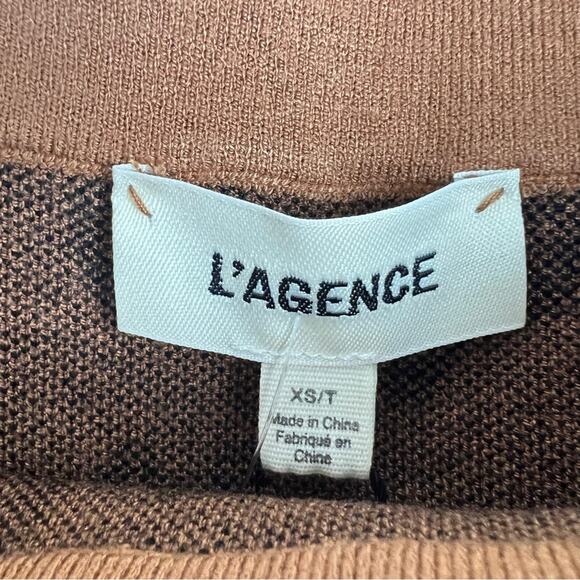 L'AGENCE
XS/T
Made in China
Fabriqué en
Chine